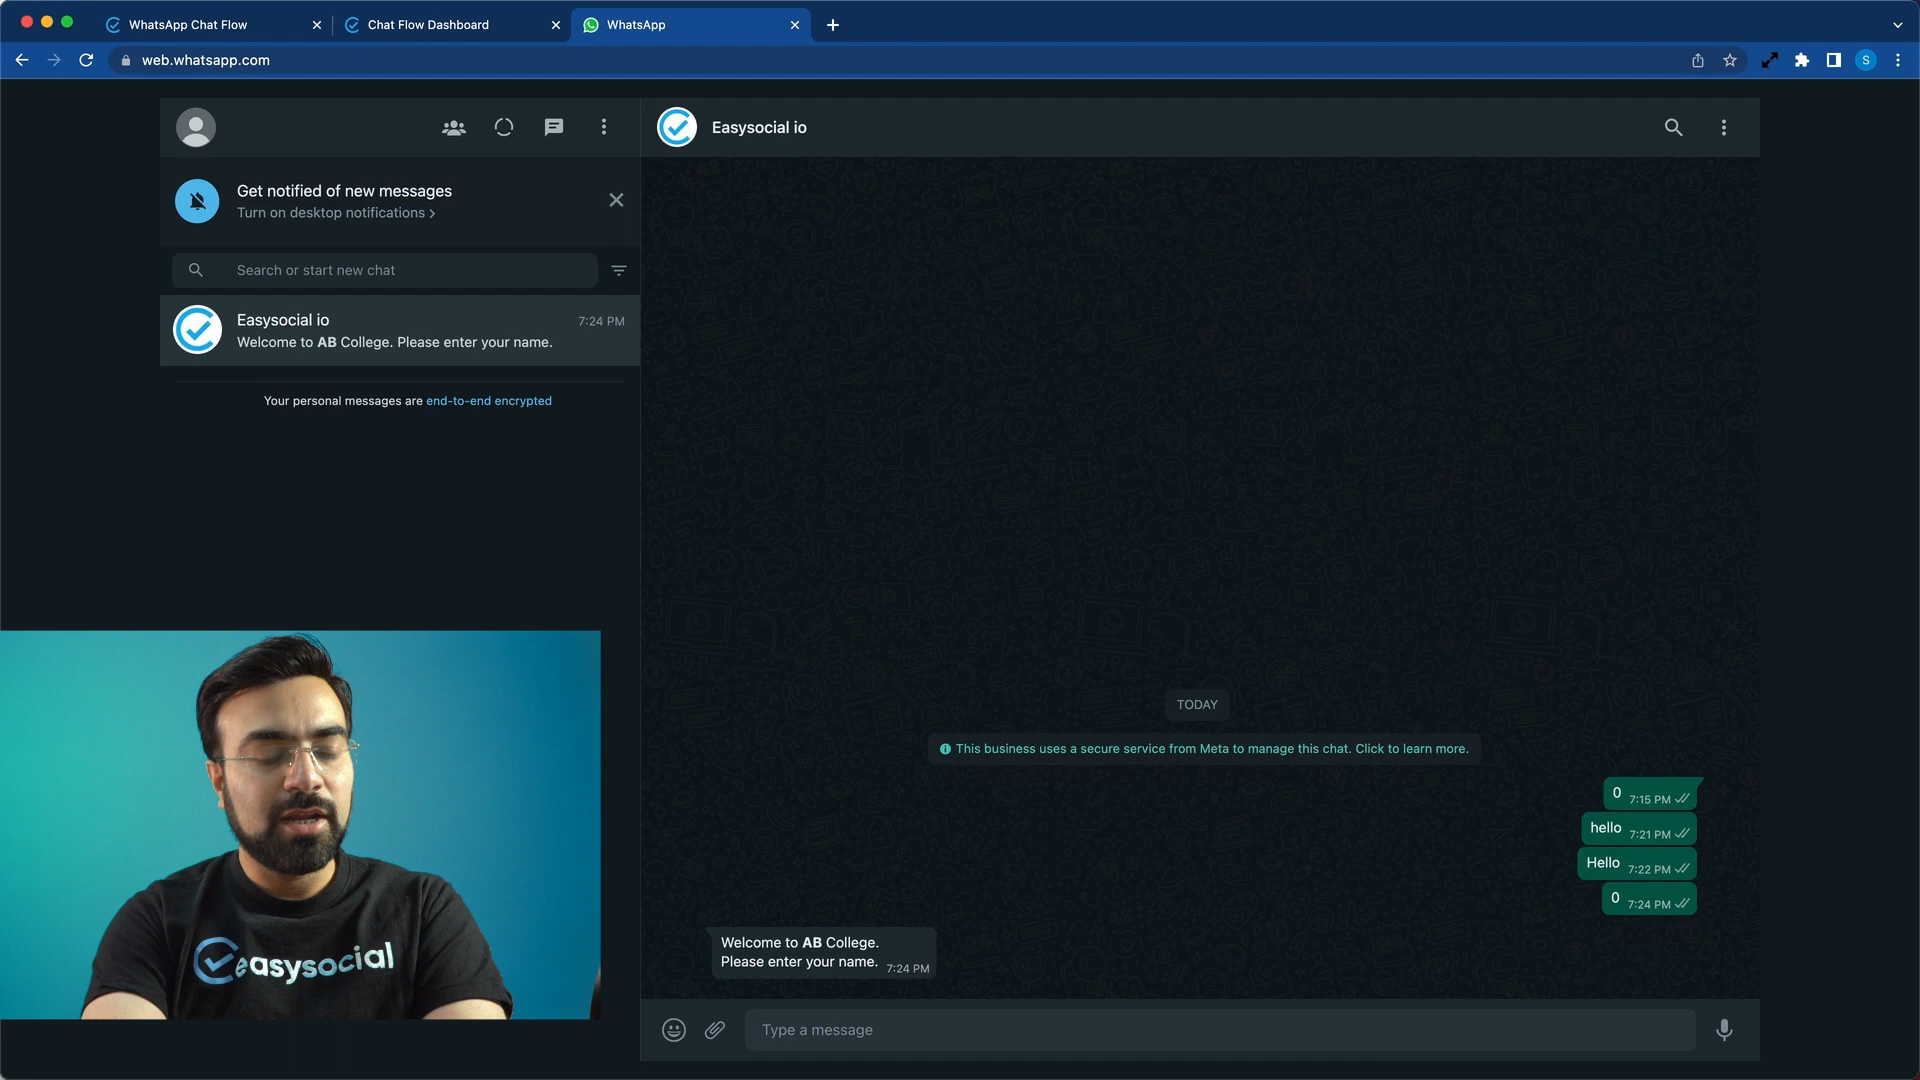 WhatsApp Chat Flow
Chat Flow Dashboard
WhatsApp
web.whatsapp.com
S
Easysocial io
Get notified of new messages
Turn on desktop notifications >
Search or start new chat
Easysocial io
7:24 PM
Welcome to AB College. Please enter your name.
Your personal messages are end-to-end encrypted
TODAY
This business uses a secure service from Meta to manage this chat. Click to learn more.
0 7:15 PM
hello 7:21 PM
Hello 7:22 PM
0 7:24 PM
Welcome to AB College.
Please enter your name. 7:24 PM
Type a message
easysocial